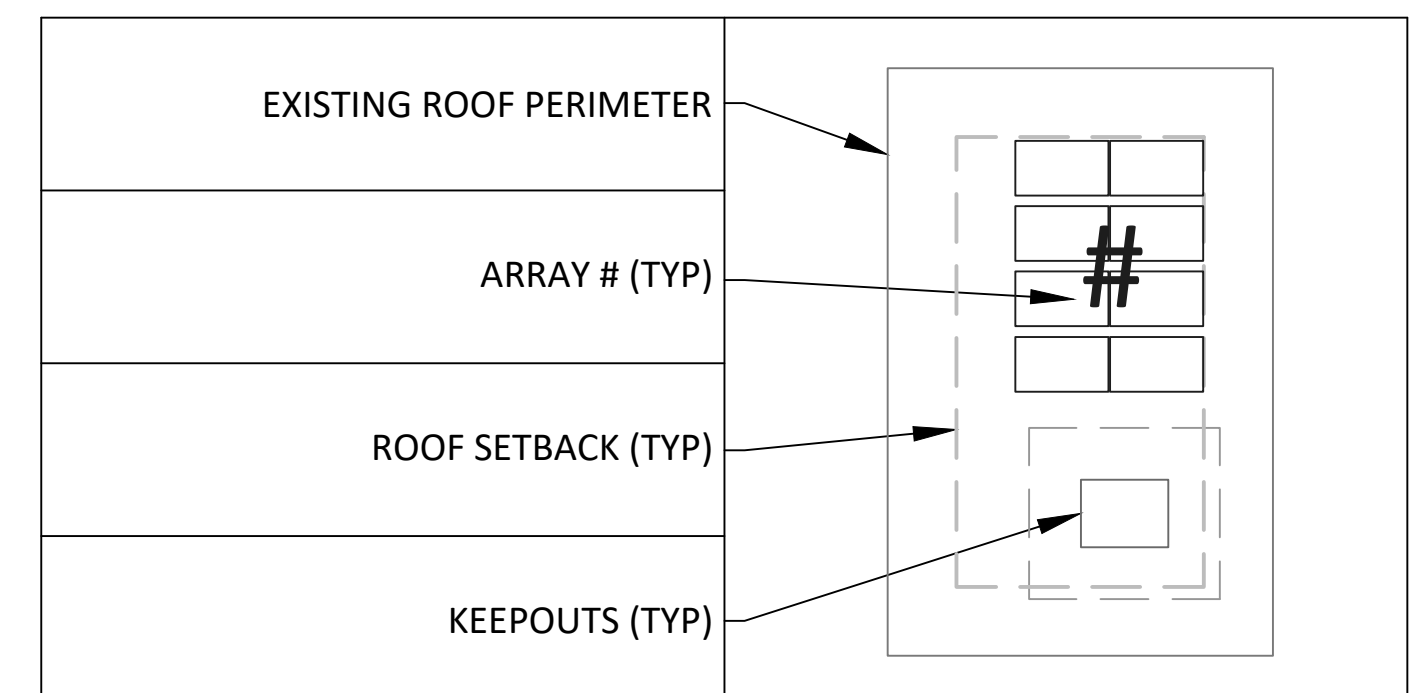 EXISTING ROOF PERIMETER
ARRAY # (TYP)
#
ROOF SETBACK (TYP)
KEEPOUTS (TYP)